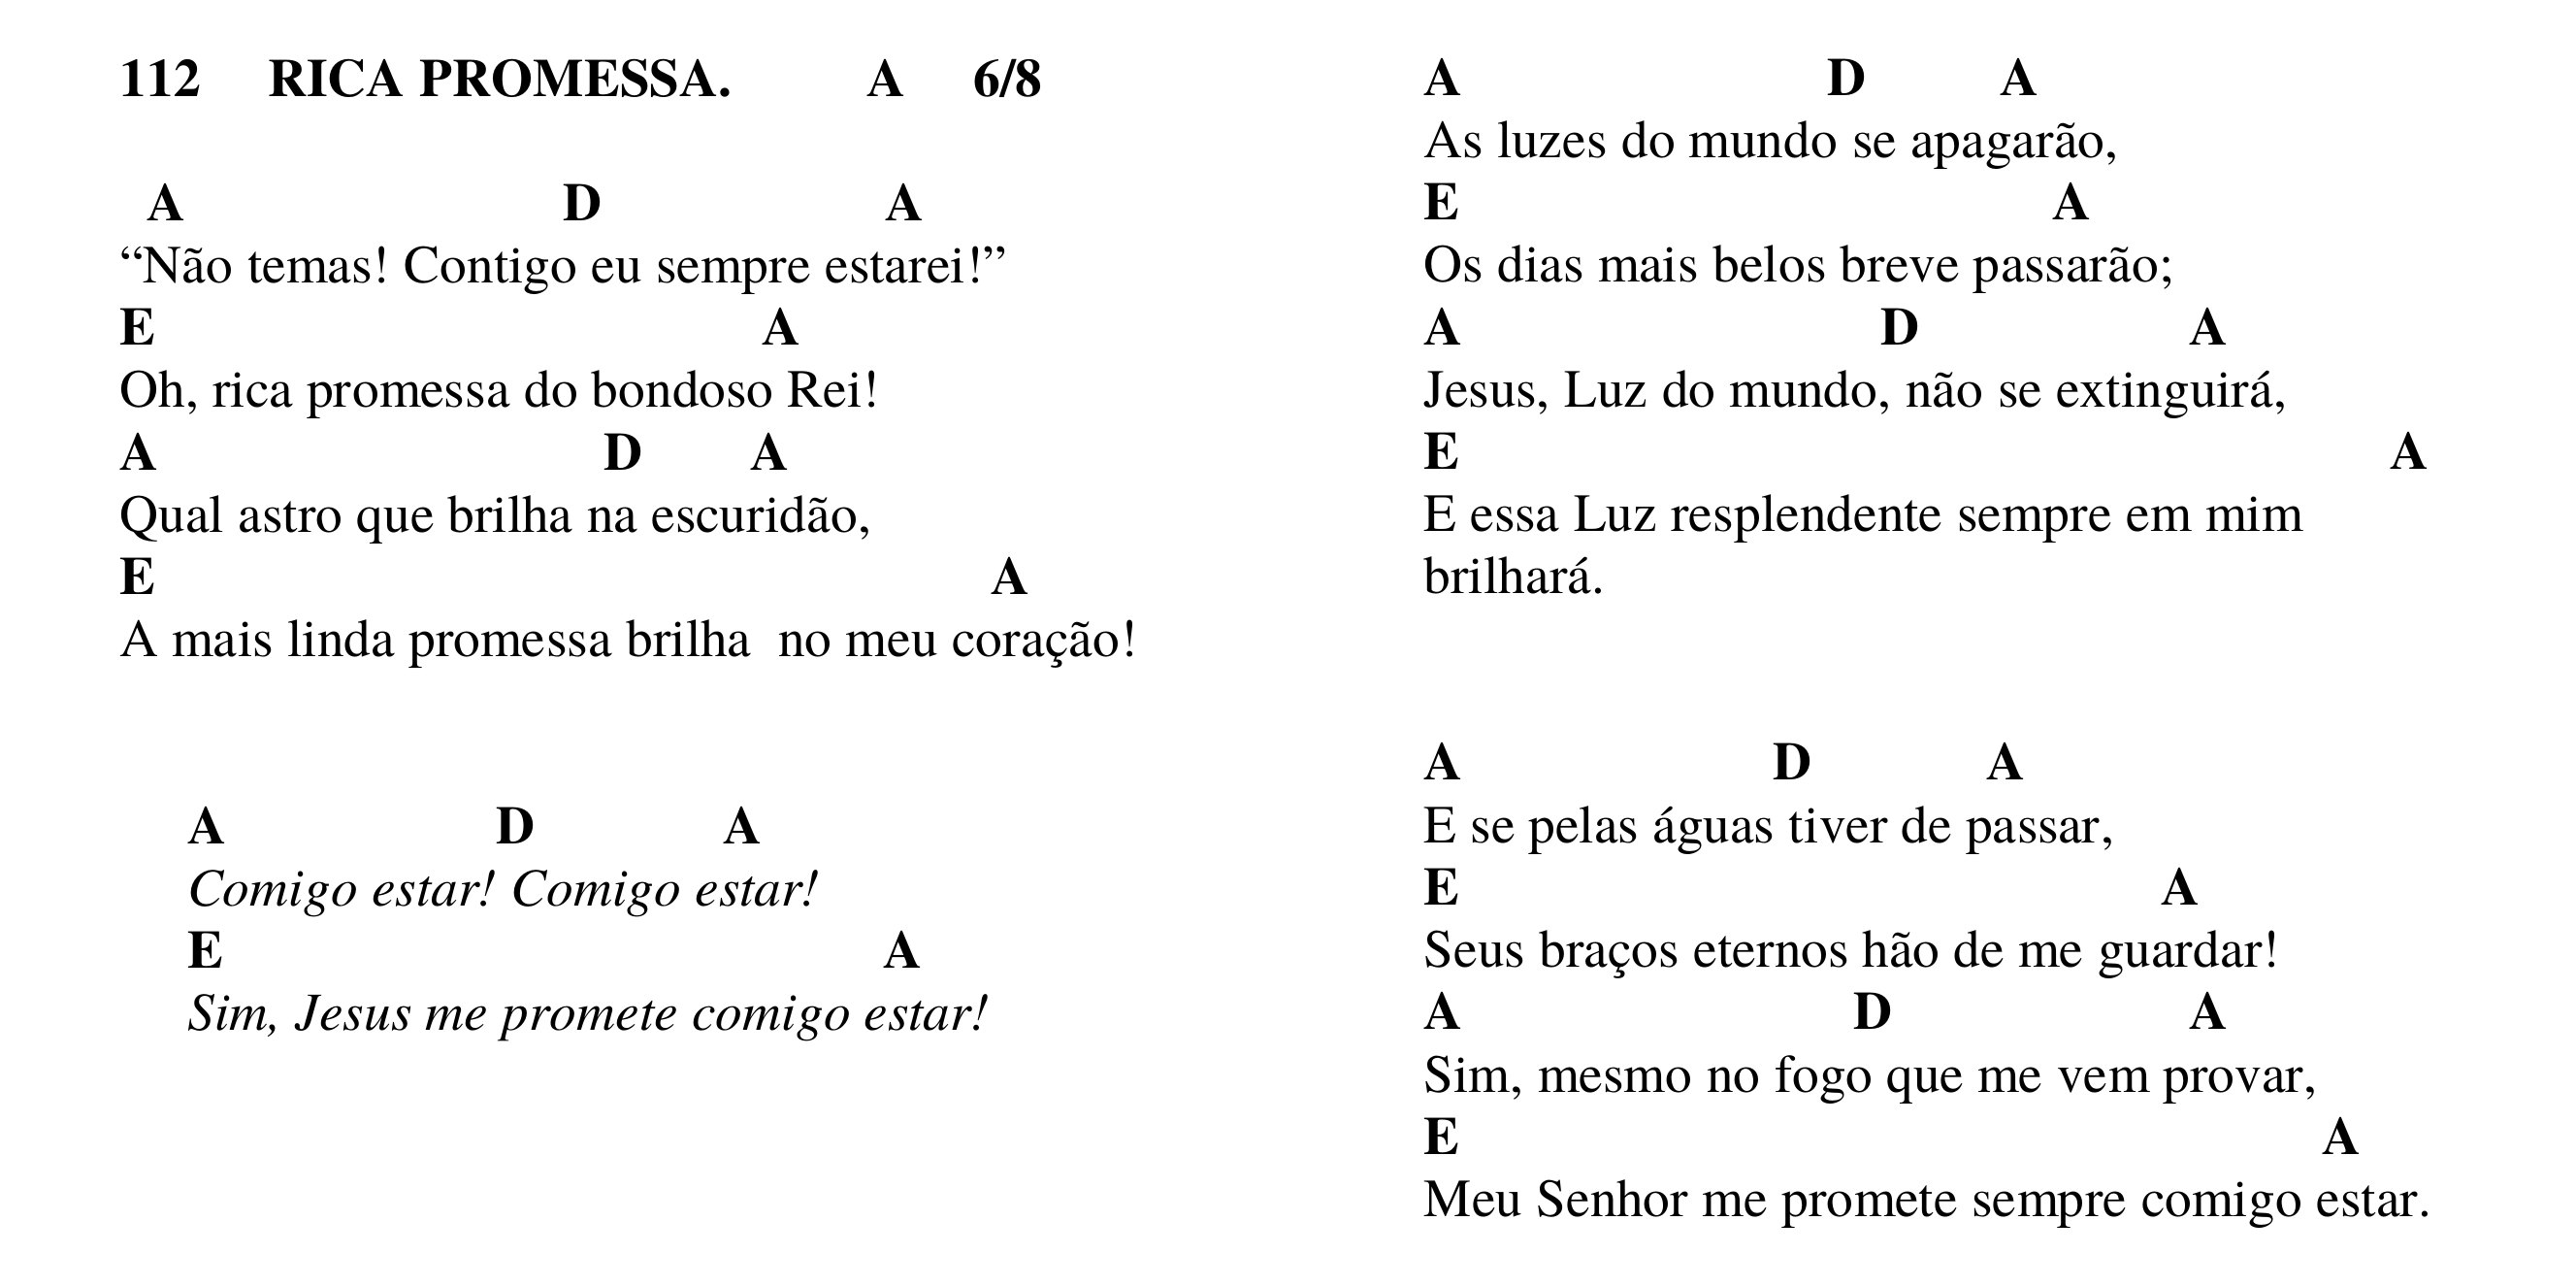 112 RICA PROMESSA. A 6/8
A D A
“Não temas! Contigo eu sempre estarei!”
E A
Oh, rica promessa do bondoso Rei!
A D A
Qual astro que brilha na escuridão,
E A
A mais linda promessa brilha  no meu coração!
A D A
Comigo estar! Comigo estar!
E A
Sim, Jesus me promete comigo estar!
A D A
As luzes do mundo se apagarão,
E A
Os dias mais belos breve passarão;
A D A
Jesus, Luz do mundo, não se extinguirá,
E A
E essa Luz resplendente sempre em mim
brilhará.
A D A
E se pelas águas tiver de passar,
E A
Seus braços eternos hão de me guardar!
A D A
Sim, mesmo no fogo que me vem provar,
E A
Meu Senhor me promete sempre comigo estar.